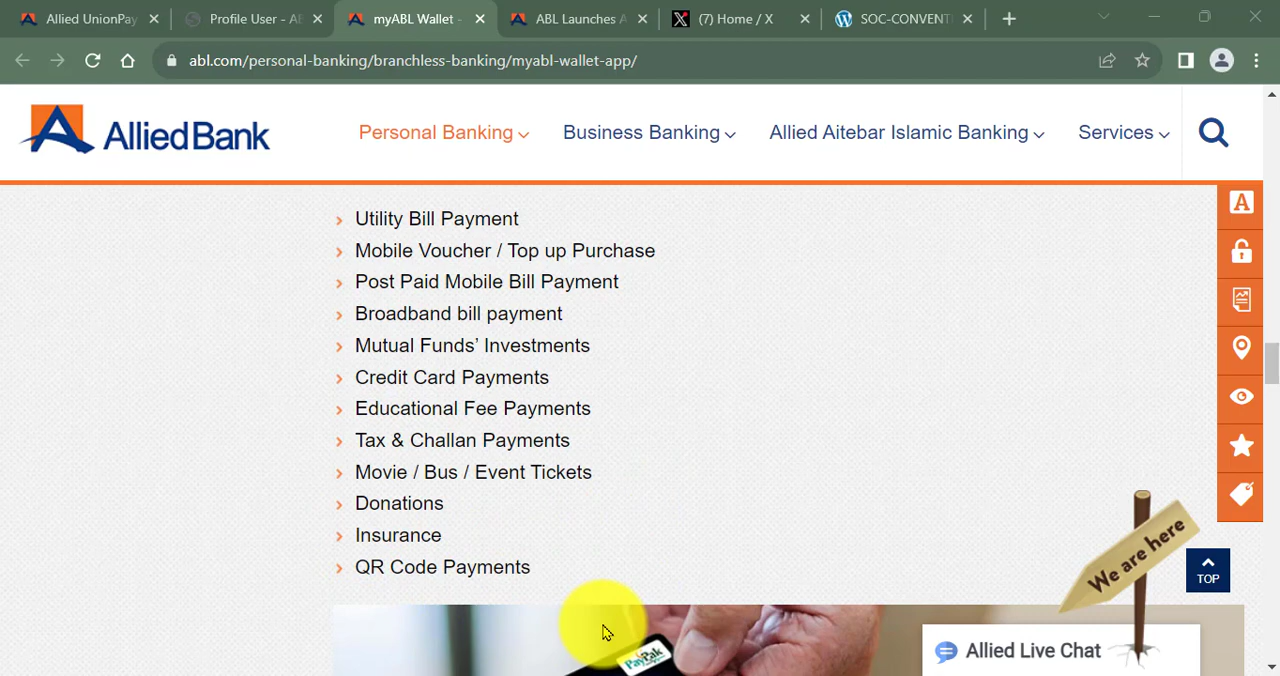 Allied UnionPay
Profile User - AB
myABL Wallet -
ABL Launches A
(7) Home / X
SOC-CONVENTI
abl.com/personal-banking/branchless-banking/myabl-wallet-app/
AlliedBank
Personal Banking
Business Banking
Allied Aitebar Islamic Banking
Services
A
Utility Bill Payment
Mobile Voucher / Top up Purchase
Post Paid Mobile Bill Payment
Broadband bill payment
Mutual Funds’ Investments
Credit Card Payments
Educational Fee Payments
Tax & Challan Payments
Movie / Bus / Event Tickets
Donations
Insurance
QR Code Payments
We are here
TOP
PayPak
Allied Live Chat